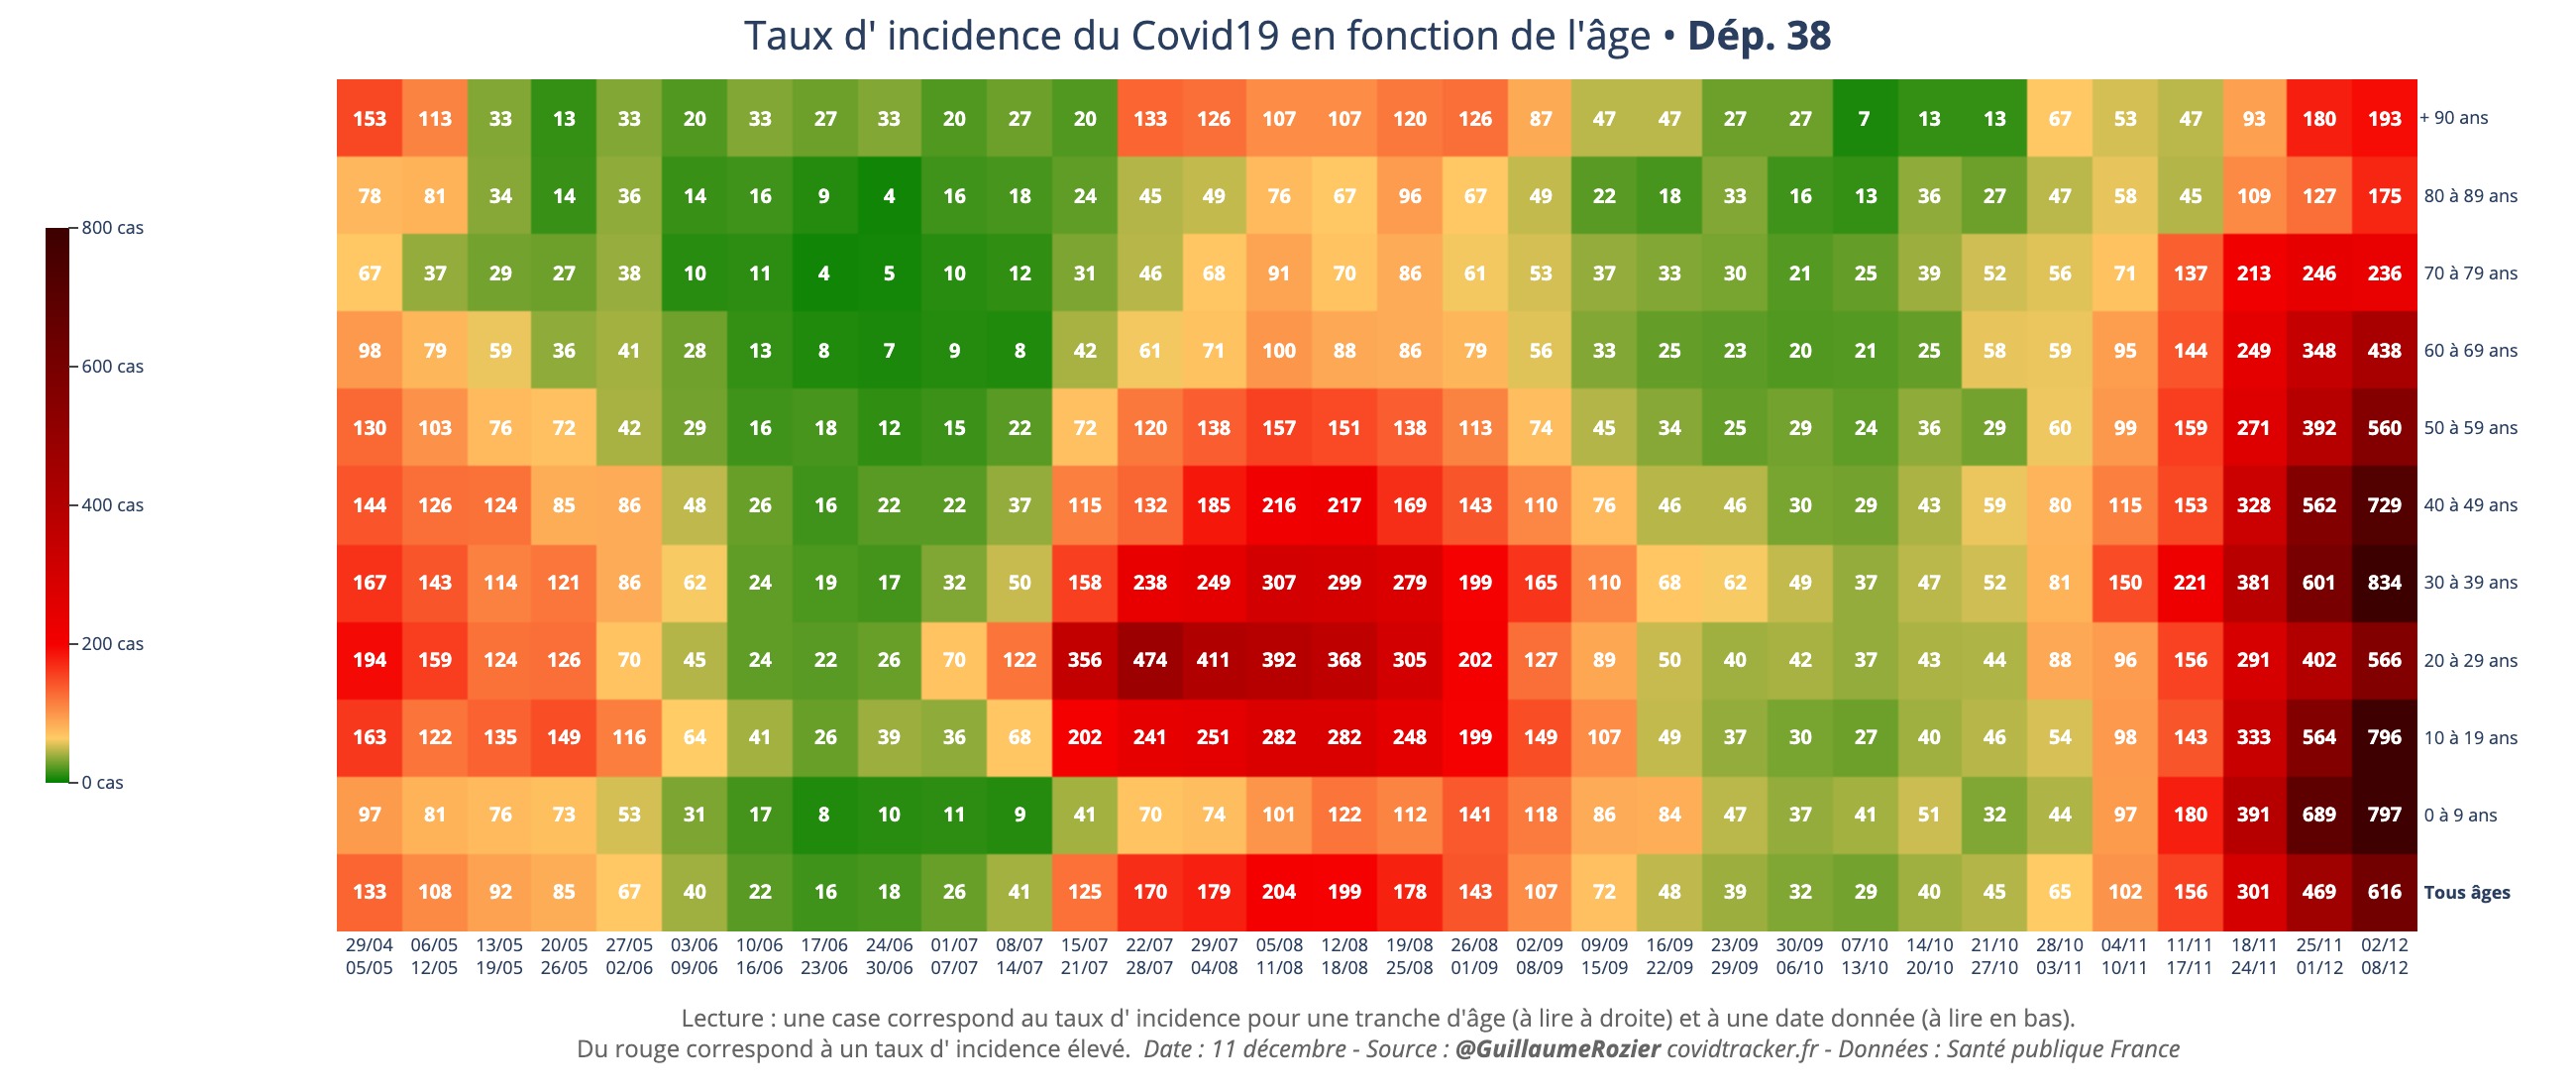 Taux d' incidence du Covid19 en fonction de l'âge • Dép. 38
800 cas
600 cas
400 cas
200 cas
0 cas
153 113 33 13 33 20 33 27 33 20 27 20 133 126 107 107 120 126 87 47 47 27 27 7 13 13 67 53 47 93 180 193 + 90 ans
78 81 34 14 36 14 16 9 4 16 18 24 45 49 76 67 96 67 49 22 18 33 16 13 36 27 47 58 45 109 127 175 80 à 89 ans
67 37 29 27 38 10 11 4 5 10 12 31 46 68 91 70 86 61 53 37 33 30 21 25 39 52 56 71 137 213 246 236 70 à 79 ans
98 79 59 36 41 28 13 8 7 9 8 42 61 71 100 88 86 79 56 33 25 23 20 21 25 58 59 95 144 249 348 438 60 à 69 ans
130 103 76 72 42 29 16 18 12 15 22 72 120 138 157 151 138 113 74 45 34 25 29 24 36 29 60 99 159 271 392 560 50 à 59 ans
144 126 124 85 86 48 26 16 22 22 37 115 132 185 216 217 169 143 110 76 46 46 30 29 43 59 80 115 153 328 562 729 40 à 49 ans
167 143 114 121 86 62 24 19 17 32 50 158 238 249 307 299 279 199 165 110 68 62 49 37 47 52 81 150 221 381 601 834 30 à 39 ans
194 159 124 126 70 45 24 22 26 70 122 356 474 411 392 368 305 202 127 89 50 40 42 37 43 44 88 96 156 291 402 566 20 à 29 ans
163 122 135 149 116 64 41 26 39 36 68 202 241 251 282 282 248 199 149 107 49 37 30 27 40 46 54 98 143 333 564 796 10 à 19 ans
97 81 76 73 53 31 17 8 10 11 9 41 70 74 101 122 112 141 118 86 84 47 37 41 51 32 44 97 180 391 689 797 0 à 9 ans
133 108 92 85 67 40 22 16 18 26 41 125 170 179 204 199 178 143 107 72 48 39 32 29 40 45 65 102 156 301 469 616 Tous âges
29/04 06/05 13/05 20/05 27/05 03/06 10/06 17/06 24/06 01/07 08/07 15/07 22/07 29/07 05/08 12/08 19/08 26/08 02/09 09/09 16/09 23/09 30/09 07/10 14/10 21/10 28/10 04/11 11/11 18/11 25/11 02/12
05/05 12/05 19/05 26/05 02/06 09/06 16/06 23/06 30/06 07/07 14/07 21/07 28/07 04/08 11/08 18/08 25/08 01/09 08/09 15/09 22/09 29/09 06/10 13/10 20/10 27/10 03/11 10/11 17/11 24/11 01/12 08/12
Lecture : une case correspond au taux d' incidence pour une tranche d'âge (à lire à droite) et à une date donnée (à lire en bas).
Du rouge correspond à un taux d' incidence élevé. Date : 11 décembre - Source : @GuillaumeRozier covidtracker.fr - Données : Santé publique France